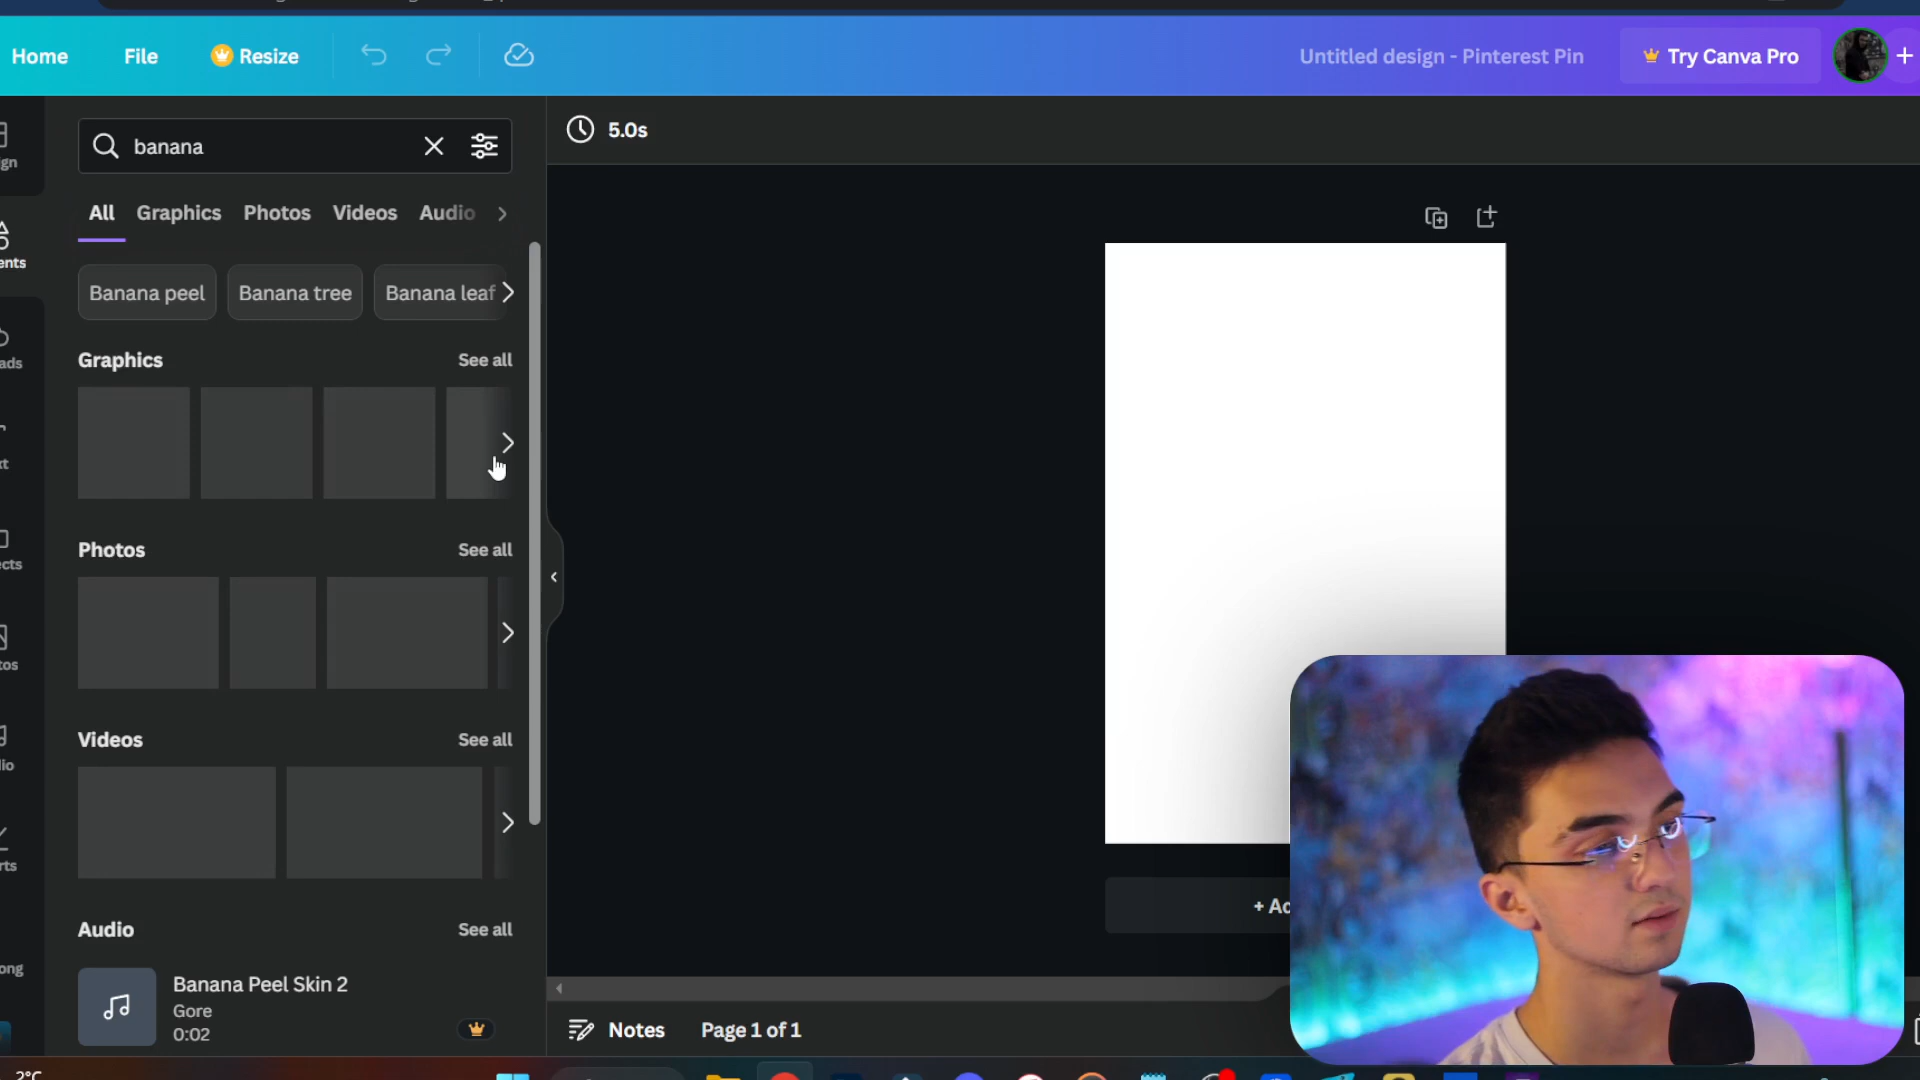 Home File Resize Untitled design - Pinterest Pin Try Canva Pro
banana
5.0s
All Graphics Photos Videos Audio
Banana peel Banana tree Banana leaf
Graphics See all
Photos See all
Videos See all
Audio See all
Banana Peel Skin 2
Gore
0:02
Notes Page 1 of 1
2°C